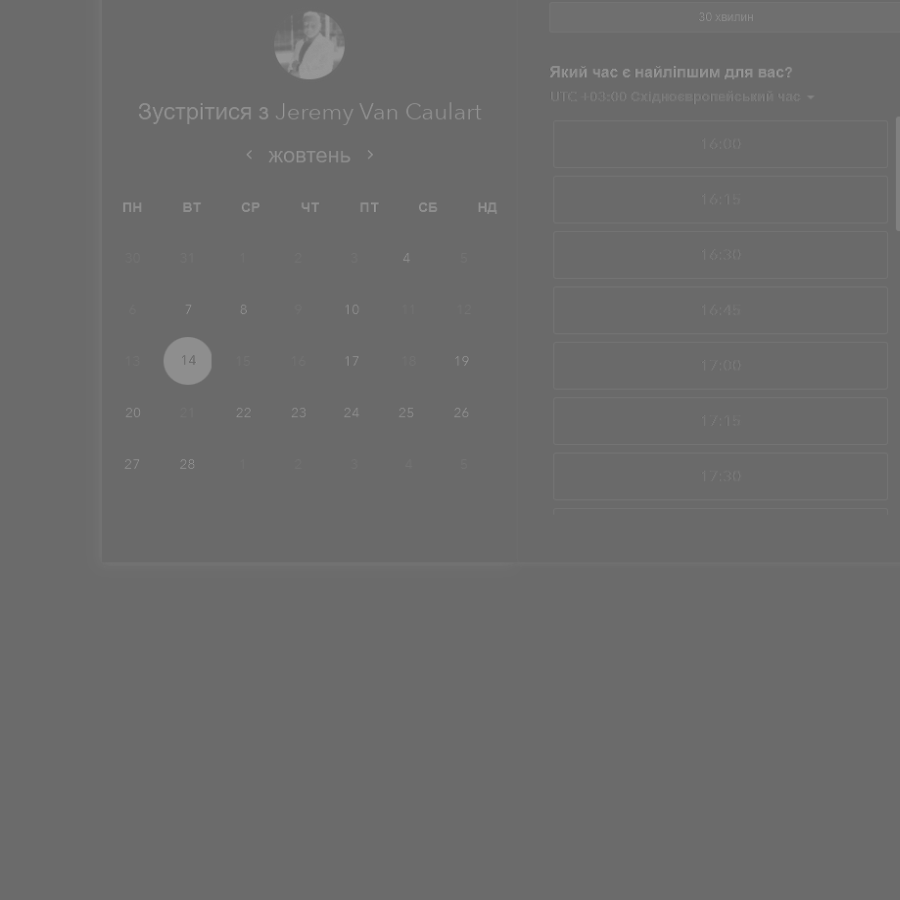 Зустрітися з Jeremy Van Caulart
жовтень
ПН ВТ СР ЧТ ПТ СБ НД
30 31 1 2 3 4 5
6 7 8 9 10 11 12
13 14 15 16 17 18 19
20 21 22 23 24 25 26
27 28 1 2 3 4 5
30 хвилин
Який час є найліпшим для вас?
UTC +03:00 Східноєвропейський час
16:00
16:15
16:30
16:45
17:00
17:15
17:30